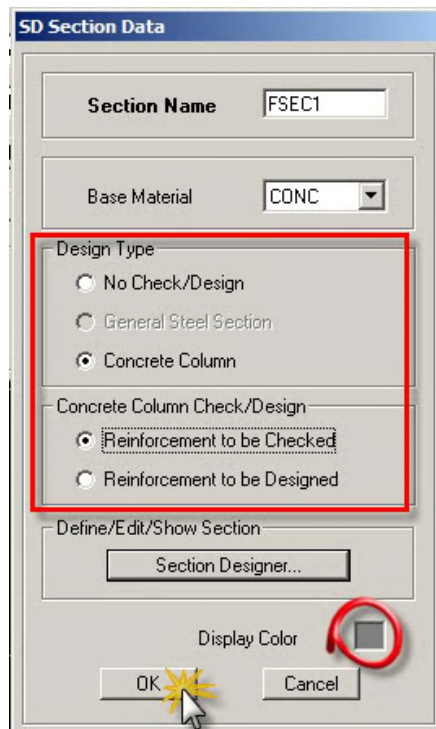 SD Section Data
Section Name FSEC1
Base Material CONC
Design Type
No Check/Design
General Steel Section
Concrete Column
Concrete Column Check/Design
Reinforcement to be Checked
Reinforcement to be Designed
Define/Edit/Show Section
Section Designer...
Display Color
OK Cancel